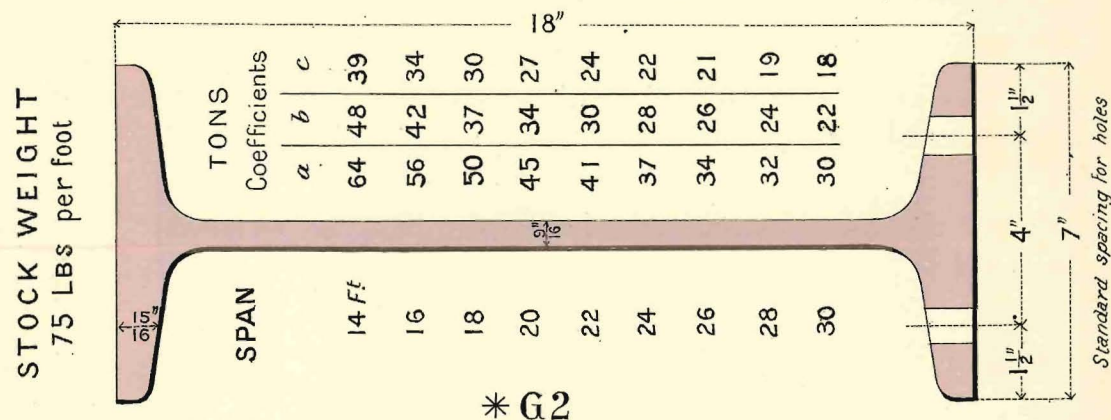 18"
STOCK WEIGHT
75 LBS per foot
TONS
Coefficients
a b c
64 48 39
56 42 34
50 37 30
45 34 27
41 30 24
37 28 22
34 26 21
32 24 19
30 22 18
9/16"
15/16"
SPAN
14 Ft
16
18
20
22
24
26
28
30
1 1/2"
4"
1 1/2"
7"
Standard spacing for holes
* G2